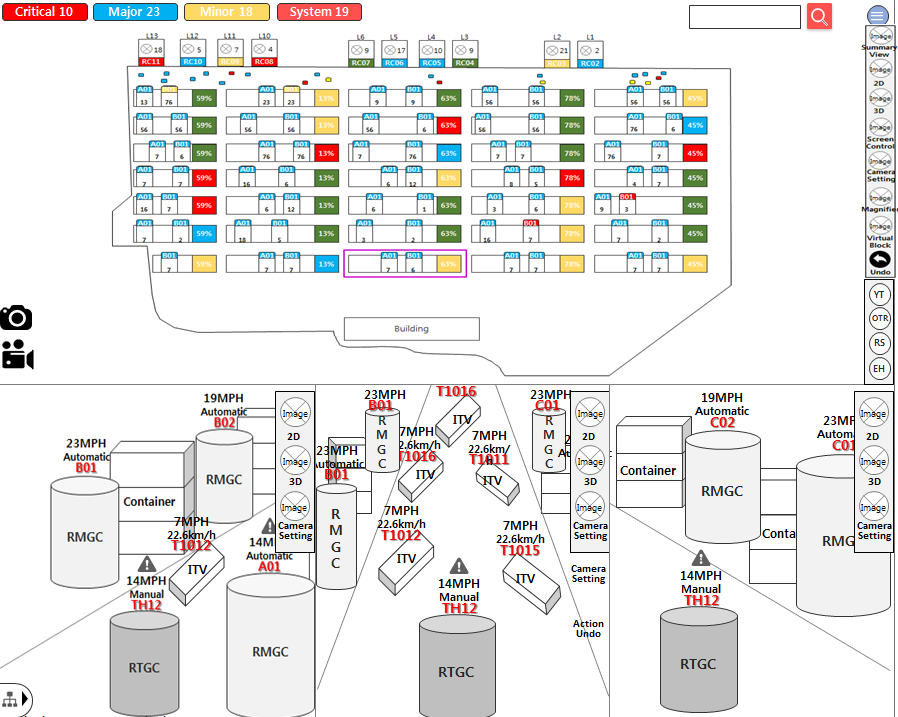 Critical 10 Major 23 Minor 18 System 19
L13 L12 L11 L10 L6 L5 L4 L3 L2 L1
18 5 7 4 9 17 10 9 21 2
RC11 RC10 RC09 RC08 RC07 RC06 RC05 RC04 RC03 RC02
A01 B01 A01 B01 A01 B01 A01 B01 A01 B01
13 76 59% 23 23 13% 9 9 63% 56 56 78% 56 56 45%
A01 B01 A01 B01 A01 B01 A01 B01 A01 B01
56 56 59% 56 56 13% 56 6 63% 56 56 78% 76 6 45%
A01 B01 A01 B01 A01 B01 A01 B01 A01 B01
7 6 59% 76 76 13% 7 76 63% 7 7 78% 76 7 45%
A01 B01 A01 B01 A01 B01 A01 B01 A01 B01
7 7 59% 16 6 13% 6 12 63% 8 5 78% 4 7 45%
A01 B01 A01 B01 A01 B01 A01 B01 A01 B01
16 7 59% 6 12 13% 6 1 63% 3 6 78% 9 3 45%
A01 B01 A01 B01 A01 B01 A01 B01 A01 B01
7 2 59% 18 5 13% 3 2 63% 16 7 78% 7 2 45%
B01 A01 B01 A01 B01 A01 B01 A01 B01
7 59% 7 7 13% 7 6 63% 7 7 78% 7 7 45%
Building
Image
Summary
View
Image
2D
Image
3D
Image
Screen
Control
Image
Camera
Setting
Image
Magnifie
Image
Virtual
Block
Undo
YT
OTR
RS
EH
19MPH
Automatic
B02
RMGC
23MPH
Automatic
B01
RMGC
Container
7MPH
22.6km/h
T1012
ITV
14MPH
Manual
TH12
RTGC
14M
Automatic
A01
RMGC
Image
2D
Image
3D
Image
Camera
Setting
23MPH
B01
RMGC
23MPH
Automatic
B01
RMGC
T1016
ITV
7MPH
22.6km/h
T1016
ITV
7MPH
22.6km/
T1011
ITV
7MPH
22.6km/h
T1012
ITV
7MPH
22.6km/h
T1015
ITV
14MPH
Manual
TH12
RTGC
23MPH
C01
RMGC
Image
2D
Image
3D
Image
Camera
Setting
Camera
Setting
Action
Undo
19MPH
Automatic
C02
RMGC
Container
Conta
23MP
Autom
C01
RMG
14MPH
Manual
TH12
RTGC
Image
2D
Image
3D
Image
Camera
Setting